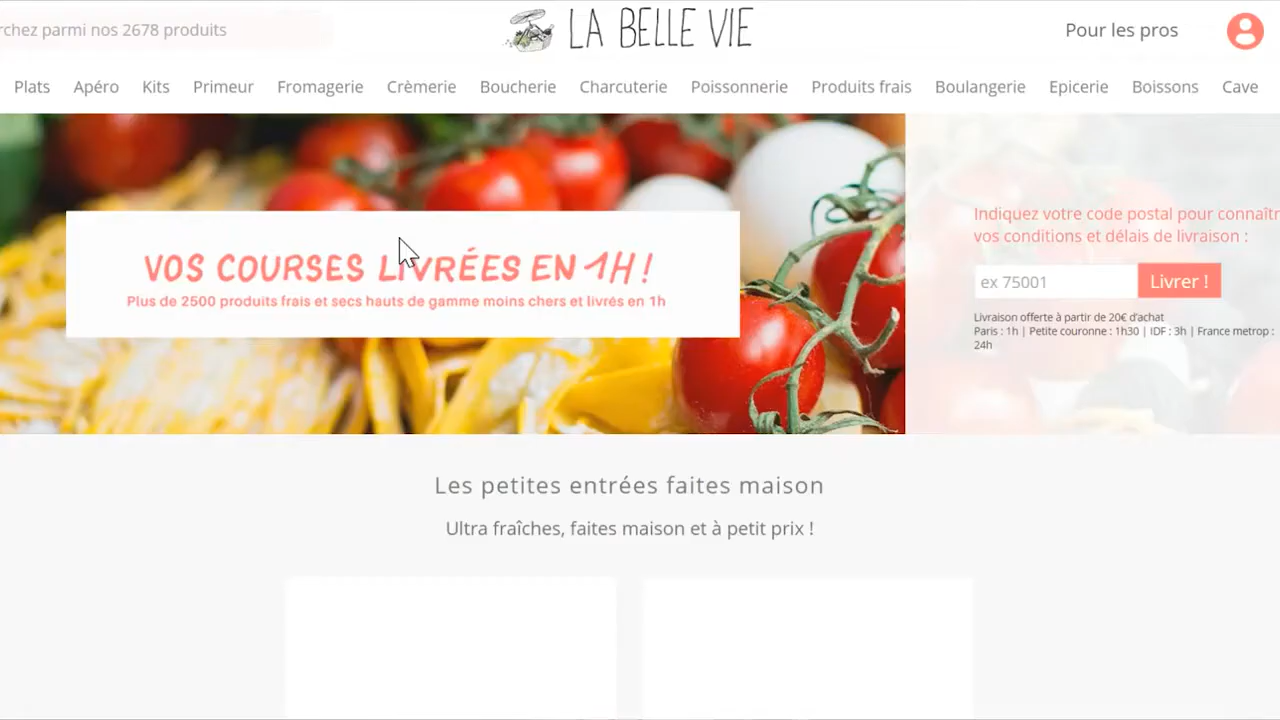 rchez parmi nos 2678 produits
LA BELLE VIE
Pour les pros
Plats Apéro Kits Primeur Fromagerie Crèmerie Boucherie Charcuterie Poissonnerie Produits frais Boulangerie Epicerie Boissons Cave
VOS COURSES LIVRÉES EN 1H !
Plus de 2500 produits frais et secs hauts de gamme moins chers et livrés en 1h
Indiquez votre code postal pour connaîtr
vos conditions et délais de livraison :
ex 75001 Livrer !
Livraison offerte à partir de 20€ d'achat
Paris : 1h | Petite couronne : 1h30 | IDF : 3h | France metrop :
24h
Les petites entrées faites maison
Ultra fraîches, faites maison et à petit prix !